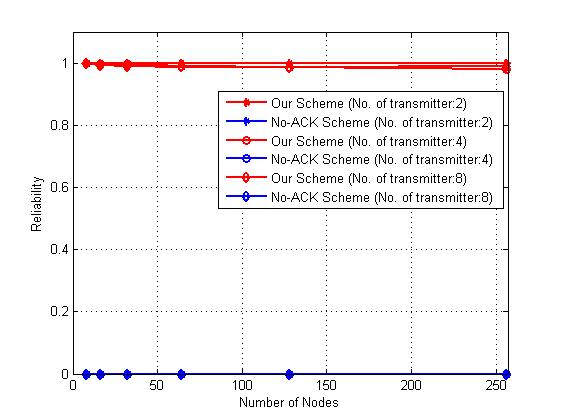 1
0.8
0.6
0.4
0.2
0
Reliability
Our Scheme (No. of transmitter:2)
No-ACK Scheme (No. of transmitter:2)
Our Scheme (No. of transmitter:4)
No-ACK Scheme (No. of transmitter:4)
Our Scheme (No. of transmitter:8)
No-ACK Scheme (No. of transmitter:8)
0 50 100 150 200 250
Number of Nodes